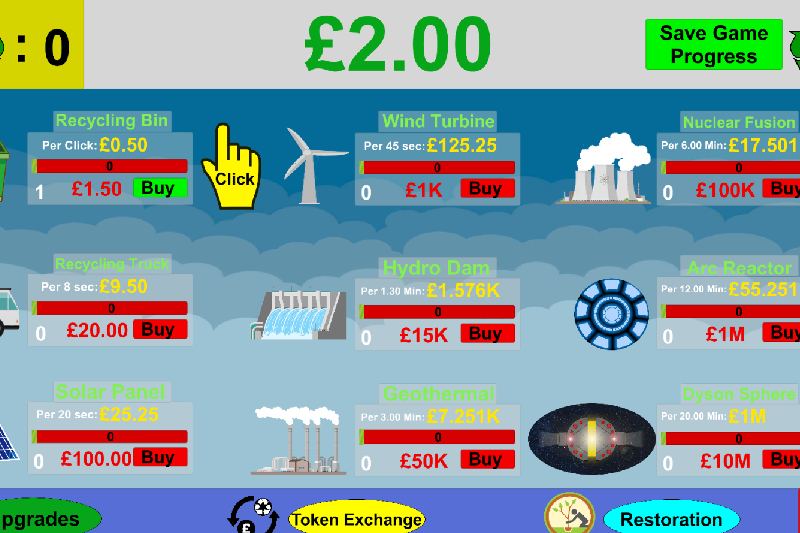 : 0
£2.00
Save Game
Progress
Recycling Bin
Per Click: £0.50
0
1 £1.50 Buy
Click
Wind Turbine
Per 45 sec: £125.25
0
0 £1K Buy
Nuclear Fusion
Per 6.00 Min: £17.501
0
0 £100K Buy
Recycling Truck
Per 8 sec: £9.50
0
0 £20.00 Buy
Hydro Dam
Per 1.30 Min: £1.576K
0
0 £15K Buy
Arc Reactor
Per 12.00 Min: £55.251
0
0 £1M Buy
Solar Panel
Per 20 sec: £25.25
0
0 £100.00 Buy
Geothermal
Per 3.00 Min: £7.251K
0
0 £50K Buy
Dyson Sphere
Per 20.00 Min: £1M
0
0 £10M Buy
pgrades
£
Token Exchange
Restoration